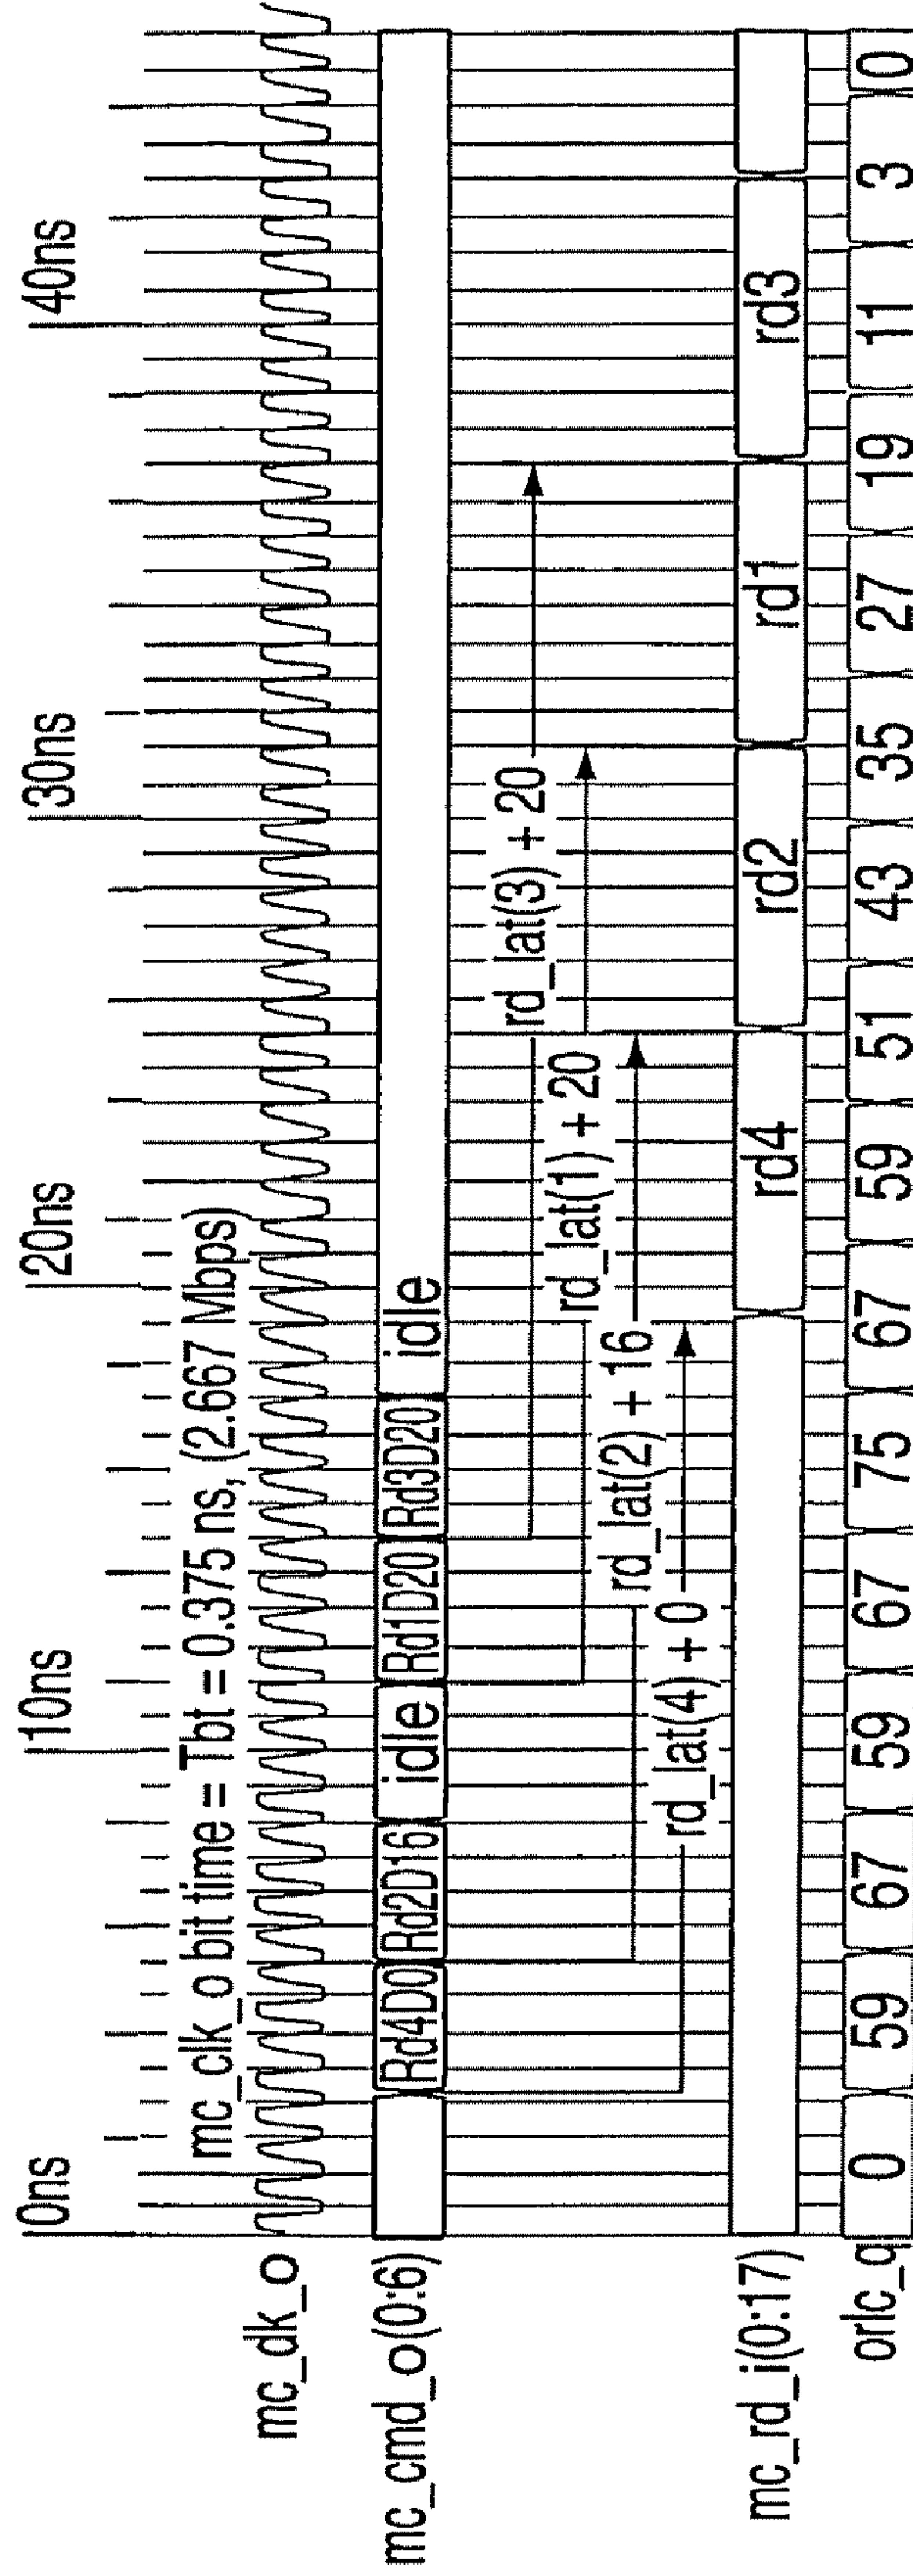 0ns 10ns 20ns 30ns 40ns
mc_clk_o bit time = Tbt = 0.375 ns, (2.667 Mbps)
mc_dk_o
mc_cmd_o(0:6) Rd4D0 Rd2D16 idle Rd1D20 Rd3D20 idle
rd_lat(3) + 20
rd_lat(1) + 20
rd_lat(2) + 16
rd_lat(4) + 0
mc_rd_i(0:17) rd4 rd2 rd1 rd3
orlc_q 0 59 67 59 67 75 67 59 51 43 35 27 19 11 3 0